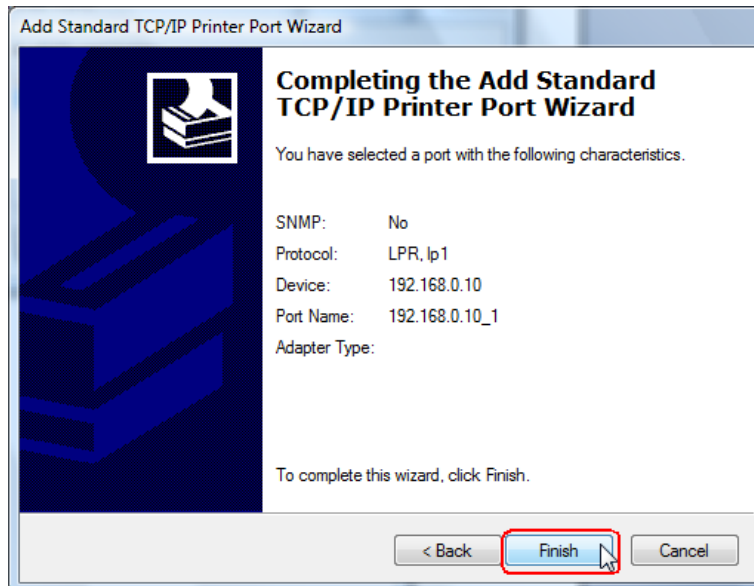 Add Standard TCP/IP Printer Port Wizard
Completing the Add Standard
TCP/IP Printer Port Wizard
You have selected a port with the following characteristics.
SNMP: No
Protocol: LPR, lp1
Device: 192.168.0.10
Port Name: 192.168.0.10_1
Adapter Type:
To complete this wizard, click Finish.
< Back Finish Cancel